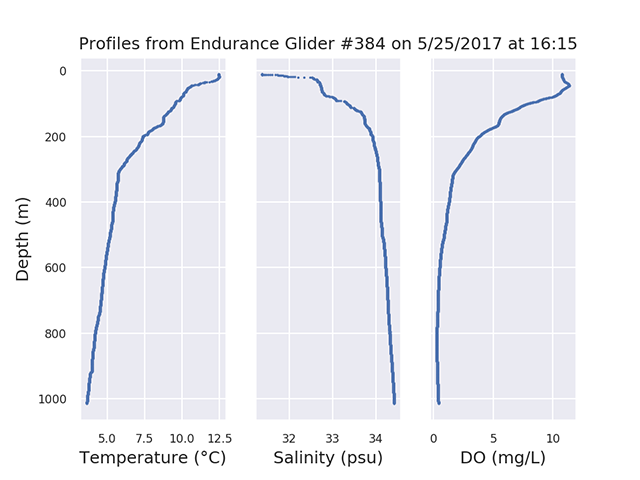 Profiles from Endurance Glider #384 on 5/25/2017 at 16:15
Depth (m)
0
200
400
600
800
1000
5.0 7.5 10.0 12.5 32 33 34 0 5 10
Temperature (°C) Salinity (psu) DO (mg/L)